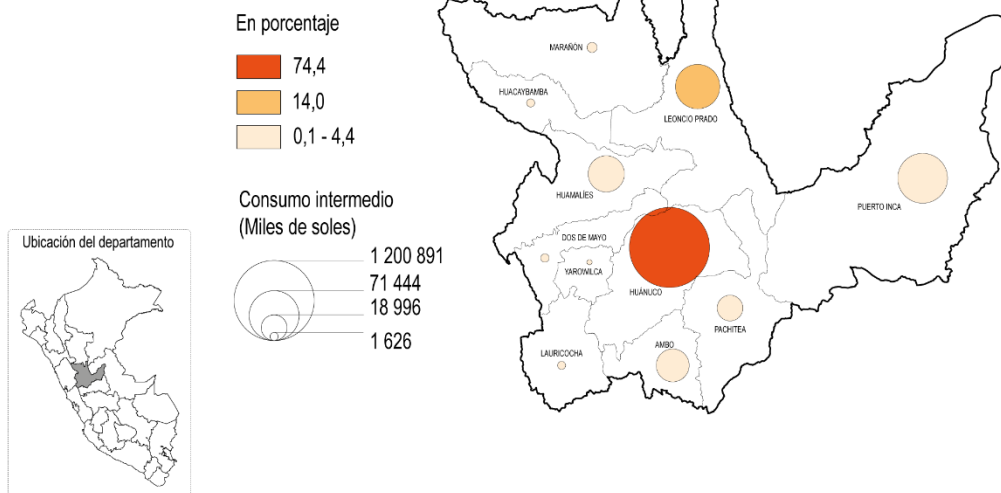 En porcentaje
74,4
14,0
0,1 - 4,4
Consumo intermedio
(Miles de soles)
1 200 891
71 444
18 996
1 626
Ubicación del departamento
MARAÑÓN
HUACAYBAMBA
LEONCIO PRADO
HUAMALÍES
PUERTO INCA
DOS DE MAYO
YAROWILCA
HUÁNUCO
PACHITEA
AMBO
LAURICOCHA